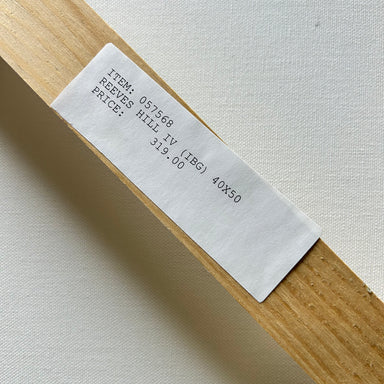 ITEM: 057568
REEVES HILL IV (IBG) 40X50
PRICE: 319.00